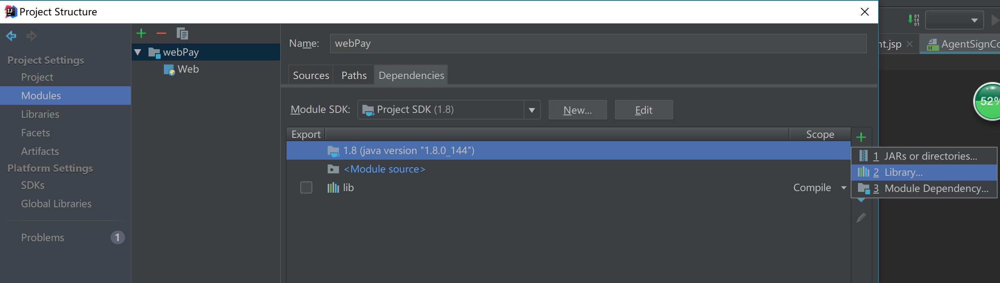 Project Structure
Project Settings
Project
Modules
Libraries
Facets
Artifacts
Platform Settings
SDKs
Global Libraries
Problems 1
webPay
Web
Name: webPay
Sources Paths Dependencies
Module SDK: Project SDK (1.8) New... Edit
Export Scope
1.8 (java version "1.8.0_144")
<Module source>
lib Compile
1 JARs or directories...
2 Library...
3 Module Dependency...
nt.jsp AgentSignCo
52%